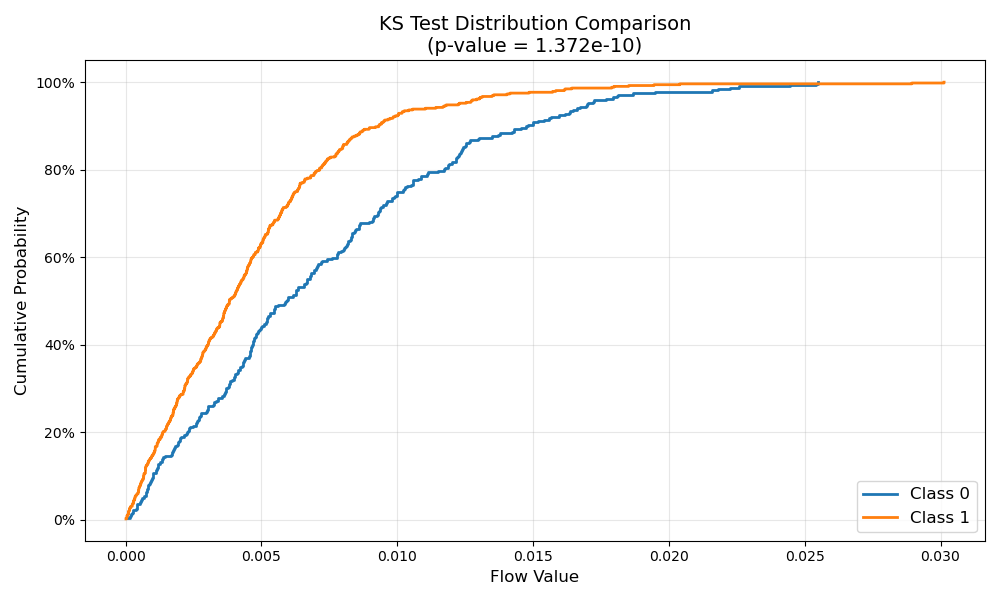 KS Test Distribution Comparison
(p-value = 1.372e-10)
Cumulative Probability
100%
80%
60%
40%
20%
0%
0.000 0.005 0.010 0.015 0.020 0.025 0.030
Flow Value
Class 0
Class 1